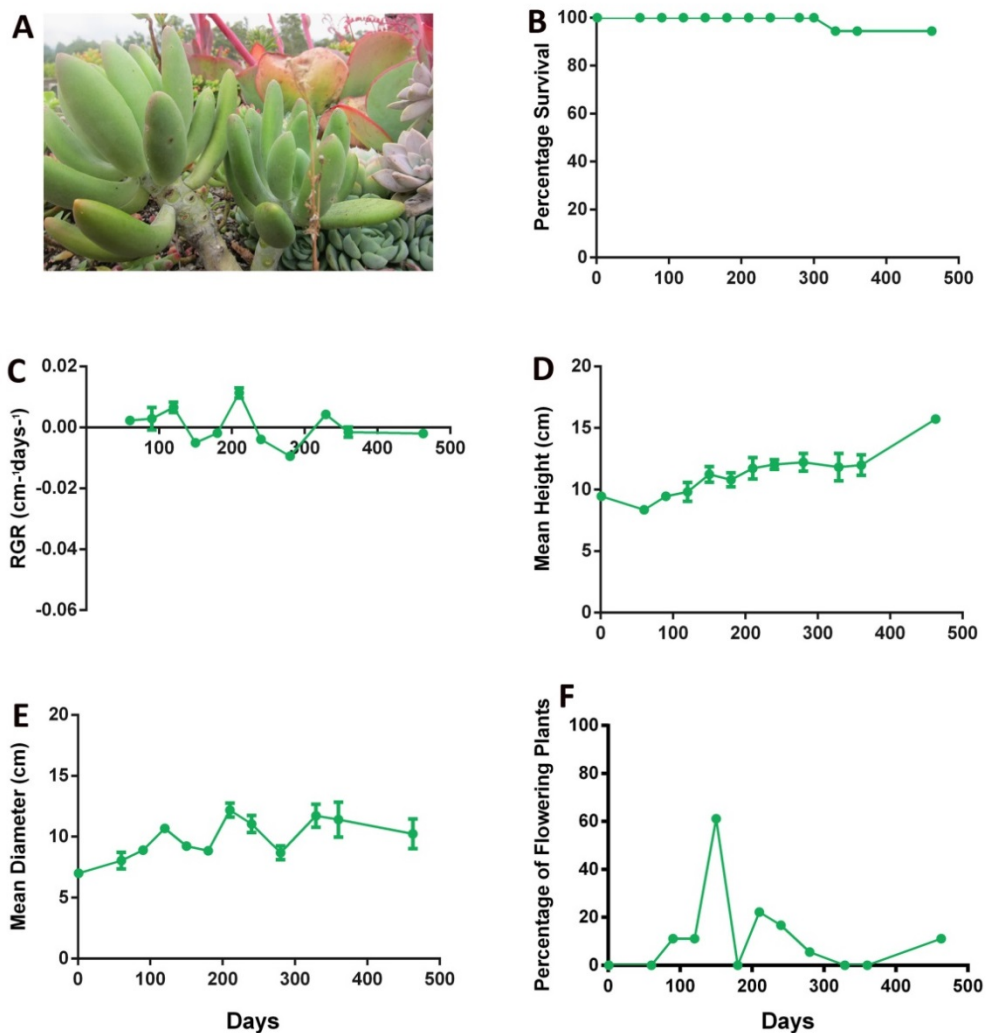 A
B
Percentage Survival
100
80
60
40
20
0
0 100 200 300 400 500
C
RGR (cm-¹days-¹)
0.02
0.00
-0.02
-0.04
-0.06
100 200 300 400 500
D
Mean Height (cm)
20
15
10
5
0
0 100 200 300 400 500
E
Mean Diameter (cm)
20
15
10
5
0
0 100 200 300 400 500
Days
F
Percentage of Flowering Plants
100
80
60
40
20
0
0 100 200 300 400 500
Days